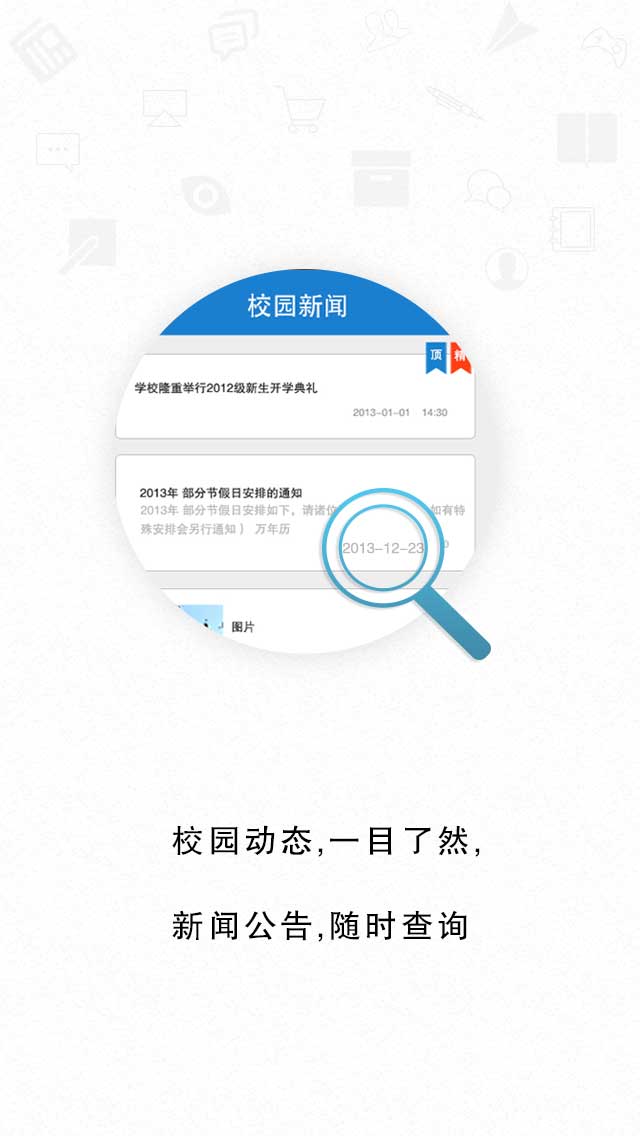 校园新闻
顶 精
学校隆重举行2012级新生开学典礼
2013-01-01 14:30
2013年 部分节假日安排的通知
2013年 部分节假日安排如下，请诸位 如有特
殊安排会另行通知） 万年历
2013-12-23
图片
校园动态,一目了然,
新闻公告,随时查询